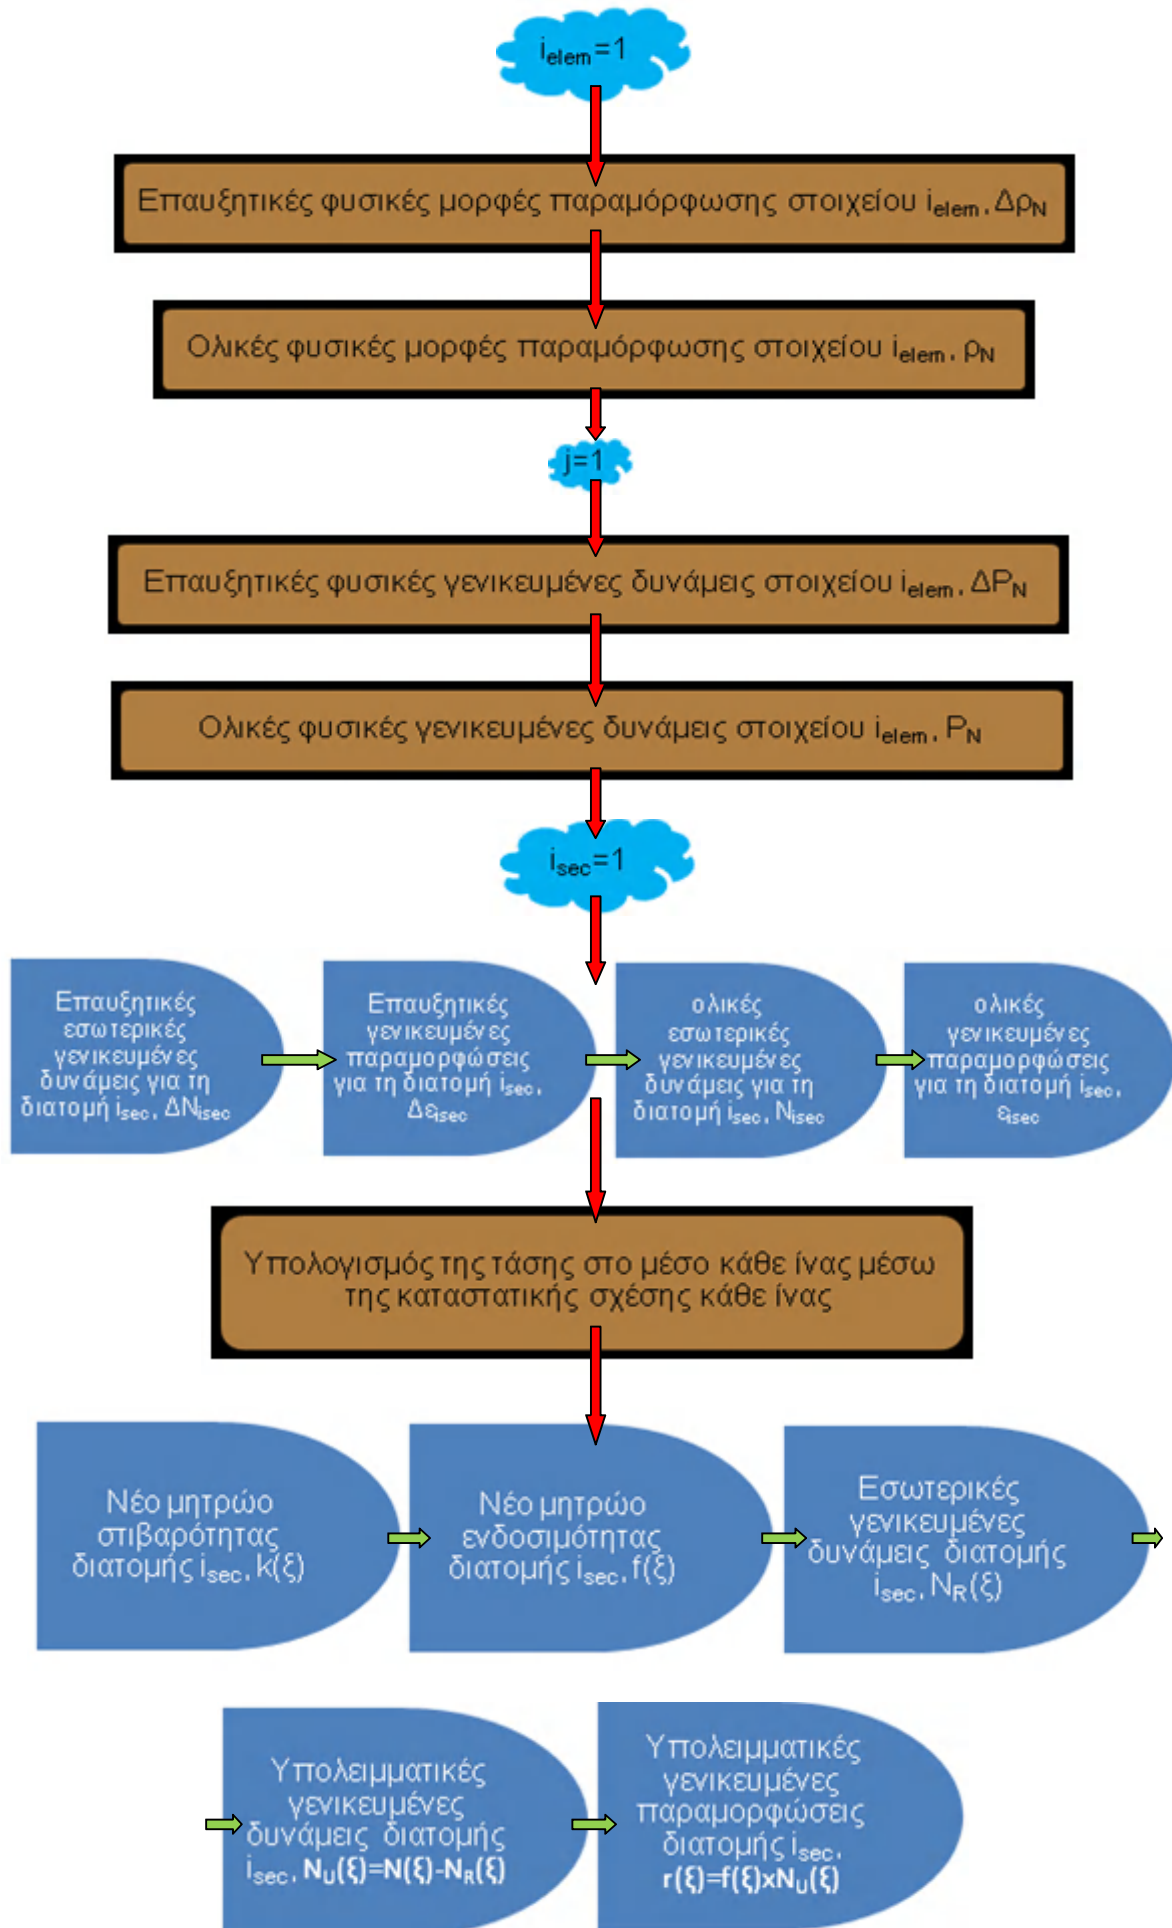 i_elem=1
Επαυξητικές φυσικές μορφές παραμόρφωσης στοιχείου i_elem, Δρ_N
Ολικές φυσικές μορφές παραμόρφωσης στοιχείου i_elem, ρ_N
j=1
Επαυξητικές φυσικές γενικευμένες δυνάμεις στοιχείου i_elem, ΔP_N
Ολικές φυσικές γενικευμένες δυνάμεις στοιχείου i_elem, P_N
i_sec=1
Επαυξητικές
εσωτερικές
γενικευμένες
δυνάμεις για τη
διατομή i_sec, ΔN_isec
Επαυξητικές
γενικευμένες
παραμορφώσεις
για τη διατομή i_sec,
Δε_isec
ολικές
εσωτερικές
γενικευμένες
δυνάμεις για τη
διατομή i_sec, N_isec
ολικές
γενικευμένες
παραμορφώσεις
για τη διατομή i_sec,
ε_isec
Υπολογισμός της τάσης στο μέσο κάθε ίνας μέσω
της καταστατικής σχέσης κάθε ίνας
Νέο μητρώο
στιβαρότητας
διατομής i_sec, k(ξ)
Νέο μητρώο
ενδοσιμότητας
διατομής i_sec, f(ξ)
Εσωτερικές
γενικευμένες
δυνάμεις διατομής
i_sec, N_R(ξ)
Υπολειμματικές
γενικευμένες
δυνάμεις διατομής
i_sec, N_U(ξ)=N(ξ)-N_R(ξ)
Υπολειμματικές
γενικευμένες
παραμορφώσεις
διατομής i_sec,
r(ξ)=f(ξ)xN_U(ξ)